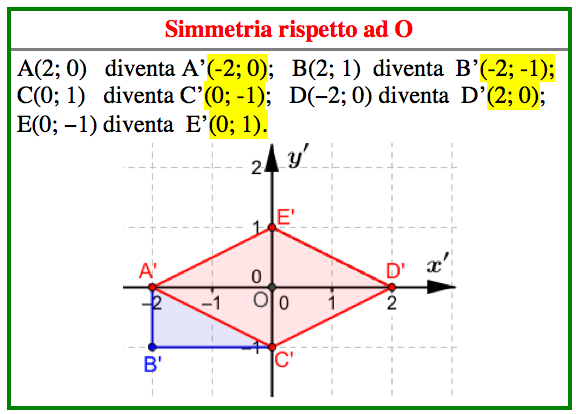 Simmetria rispetto ad O
A(2; 0) diventa A’(-2; 0); B(2; 1) diventa B’(-2; -1);
C(0; 1) diventa C’(0; -1); D(−2; 0) diventa D’(2; 0);
E(0; −1) diventa E’(0; 1).
2 y′
1 E'
A' 0 D' x′
−2 −1 O 0 1 2
−1
B' C'